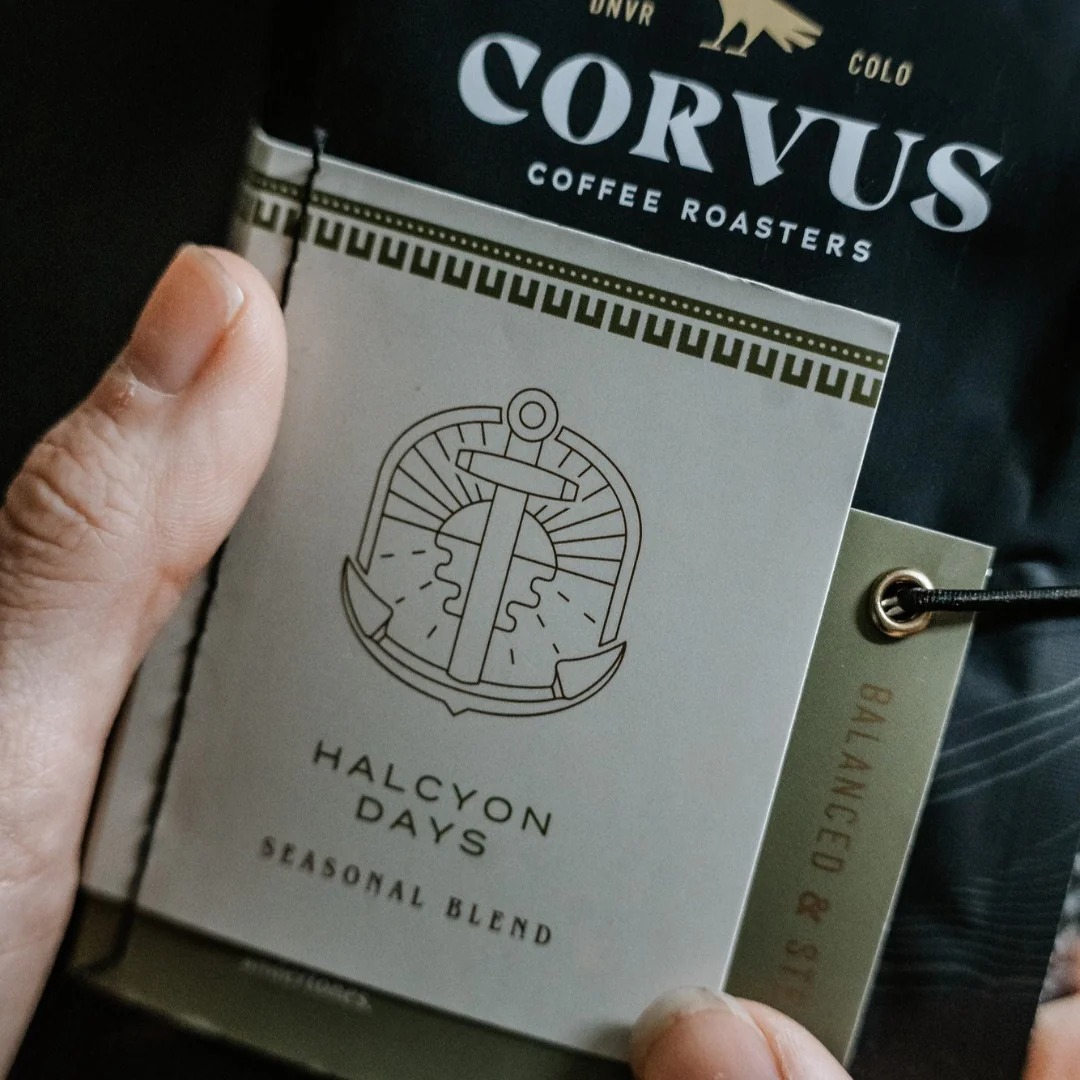 DNVR
COLO
CORVUS
COFFEE ROASTERS
HALCYON
DAYS
SEASONAL BLEND
BALANCED &